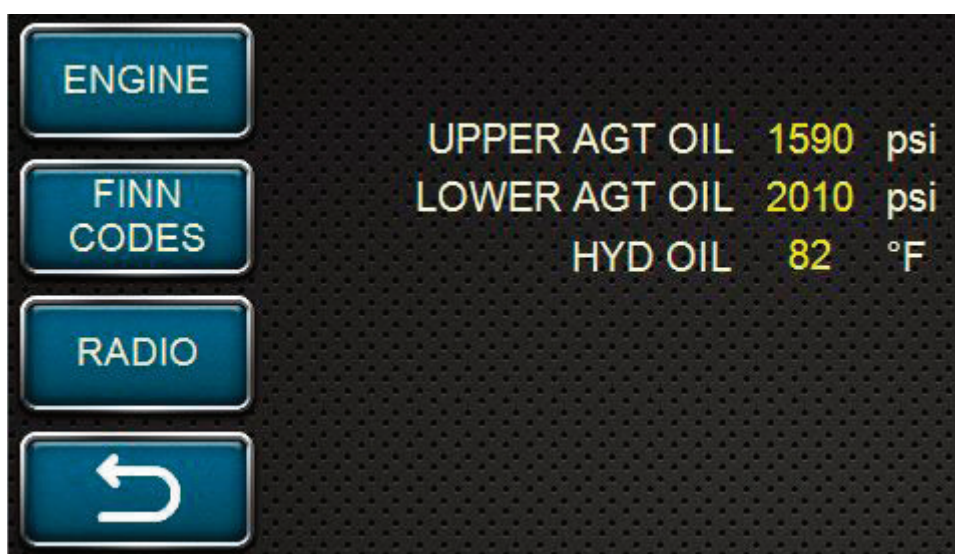 ENGINE
FINN
CODES
RADIO
UPPER AGT OIL 1590 psi
LOWER AGT OIL 2010 psi
HYD OIL 82 °F